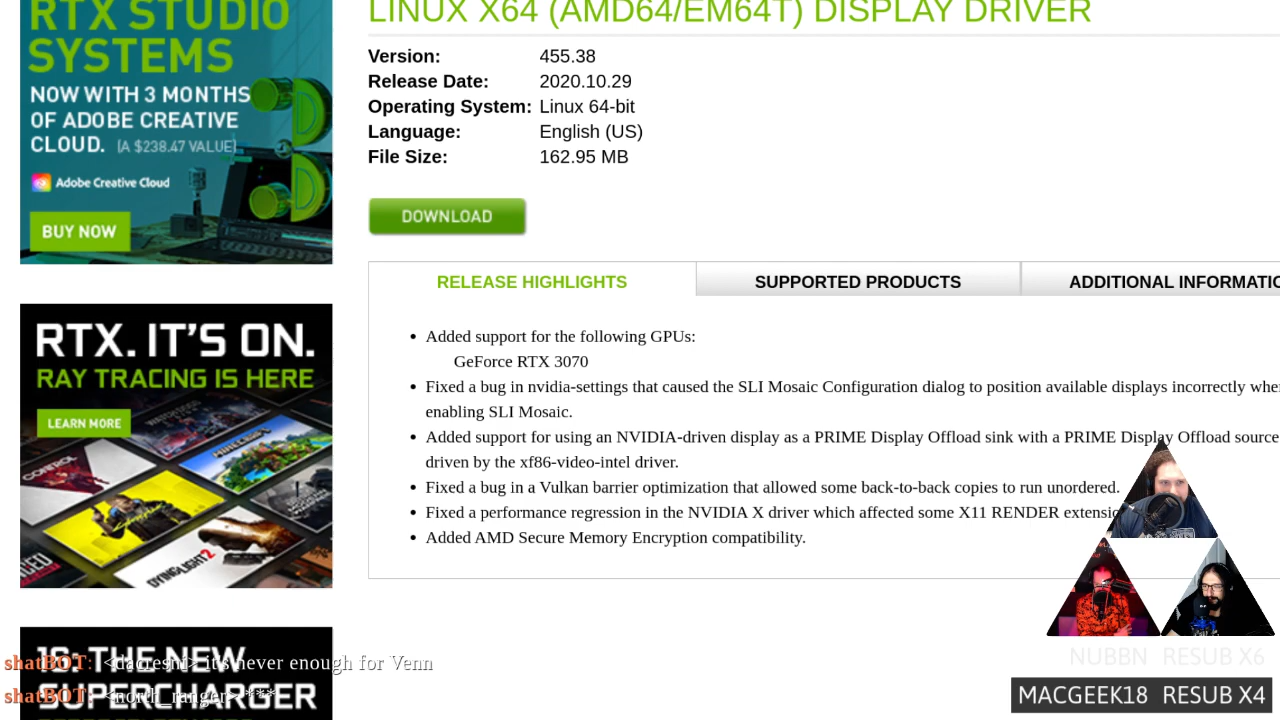 RTX STUDIO
SYSTEMS
NOW WITH 3 MONTHS
OF ADOBE CREATIVE
CLOUD. (A $238.47 VALUE)
Adobe Creative Cloud
BUY NOW
RTX. IT'S ON.
RAY TRACING IS HERE
LEARN MORE
CONTROL
MINECRAFT
DYINGLIGHT2
THE NEW
SUPERCHARGER
LINUX X64 (AMD64/EM64T) DISPLAY DRIVER
Version: 455.38
Release Date: 2020.10.29
Operating System: Linux 64-bit
Language: English (US)
File Size: 162.95 MB
DOWNLOAD
RELEASE HIGHLIGHTS SUPPORTED PRODUCTS ADDITIONAL INFORMATIO
• Added support for the following GPUs:
GeForce RTX 3070
• Fixed a bug in nvidia-settings that caused the SLI Mosaic Configuration dialog to position available displays incorrectly whe
enabling SLI Mosaic.
• Added support for using an NVIDIA-driven display as a PRIME Display Offload sink with a PRIME Display Offload source
driven by the xf86-video-intel driver.
• Fixed a bug in a Vulkan barrier optimization that allowed some back-to-back copies to run unordered.
• Fixed a performance regression in the NVIDIA X driver which affected some X11 RENDER extensio
• Added AMD Secure Memory Encryption compatibility.
shatBOT: <dacresni> it's never enough for Venn
shatBOT: <north_ranger> ***
NUBBN RESUB X6
MACGEEK18 RESUB X4